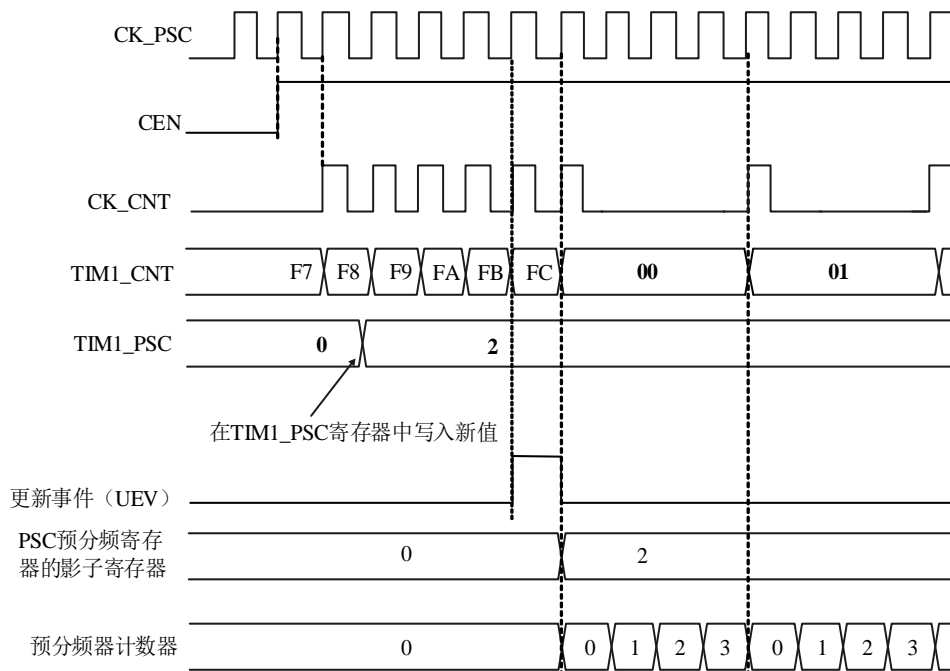 CK_PSC
CEN
CK_CNT
TIM1_CNT F7 F8 F9 FA FB FC 00 01
TIM1_PSC 0 2
在TIM1_PSC寄存器中写入新值
更新事件（UEV）
PSC预分频寄存
器的影子寄存器 0 2
预分频器计数器 0 0 1 2 3 0 1 2 3